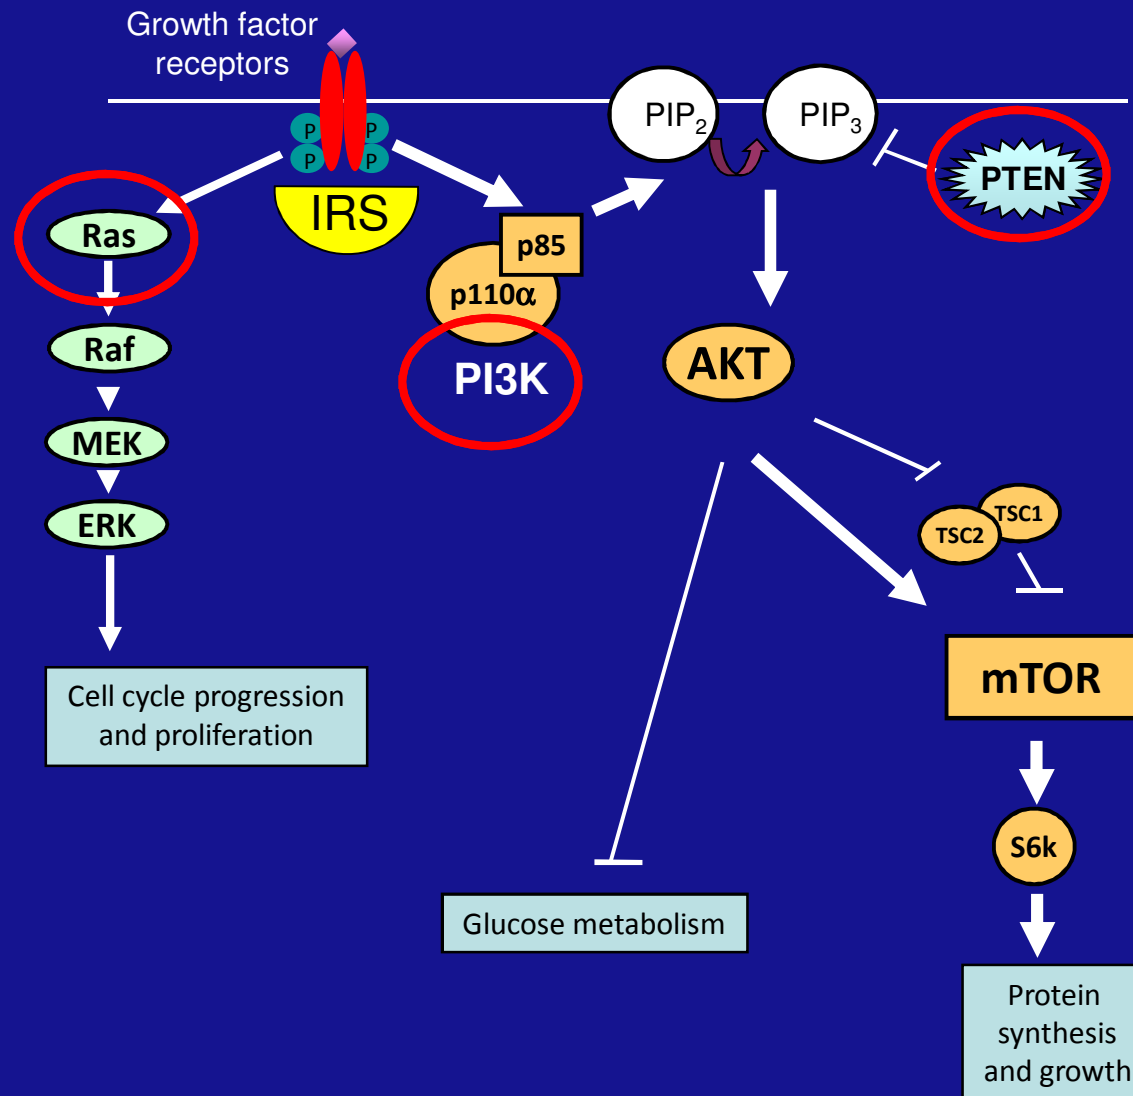 Growth factor
receptors
PIP2
PIP3
PTEN
P
P
P
P
IRS
Ras
p85
p110α
PI3K
Raf
AKT
MEK
ERK
TSC1
TSC2
mTOR
Cell cycle progression
and proliferation
S6k
Glucose metabolism
Protein
synthesis
and growth